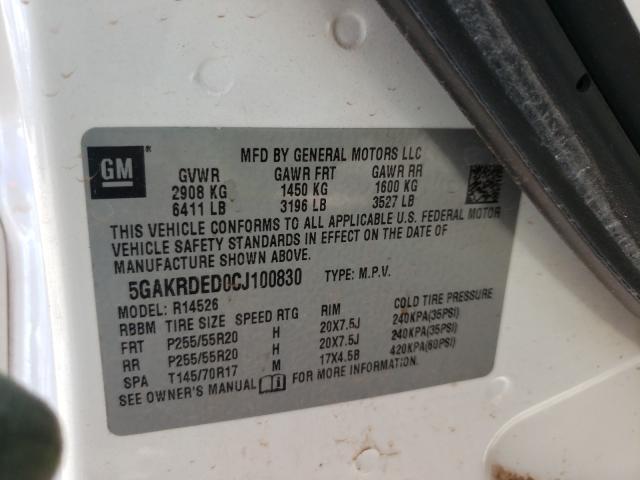 GM
MFD BY GENERAL MOTORS LLC
GVWR GAWR FRT GAWR RR
2908 KG 1450 KG 1600 KG
6411 LB 3196 LB 3527 LB
THIS VEHICLE CONFORMS TO ALL APPLICABLE U.S. FEDERAL MOTOR
VEHICLE SAFETY STANDARDS IN EFFECT ON THE DATE OF
MANUFACTURE SHOWN ABOVE.
5GAKRDED0CJ100830 TYPE: M.P.V.
MODEL: R14526
RBBM TIRE SIZE SPEED RTG RIM COLD TIRE PRESSURE
FRT P255/55R20 H 20X7.5J 240KPA(35PSI)
RR P255/55R20 H 20X7.5J 240KPA(35PSI)
SPA T145/70R17 M 17X4.5B 420KPA(60PSI)
SEE OWNER'S MANUAL FOR MORE INFORMATION.